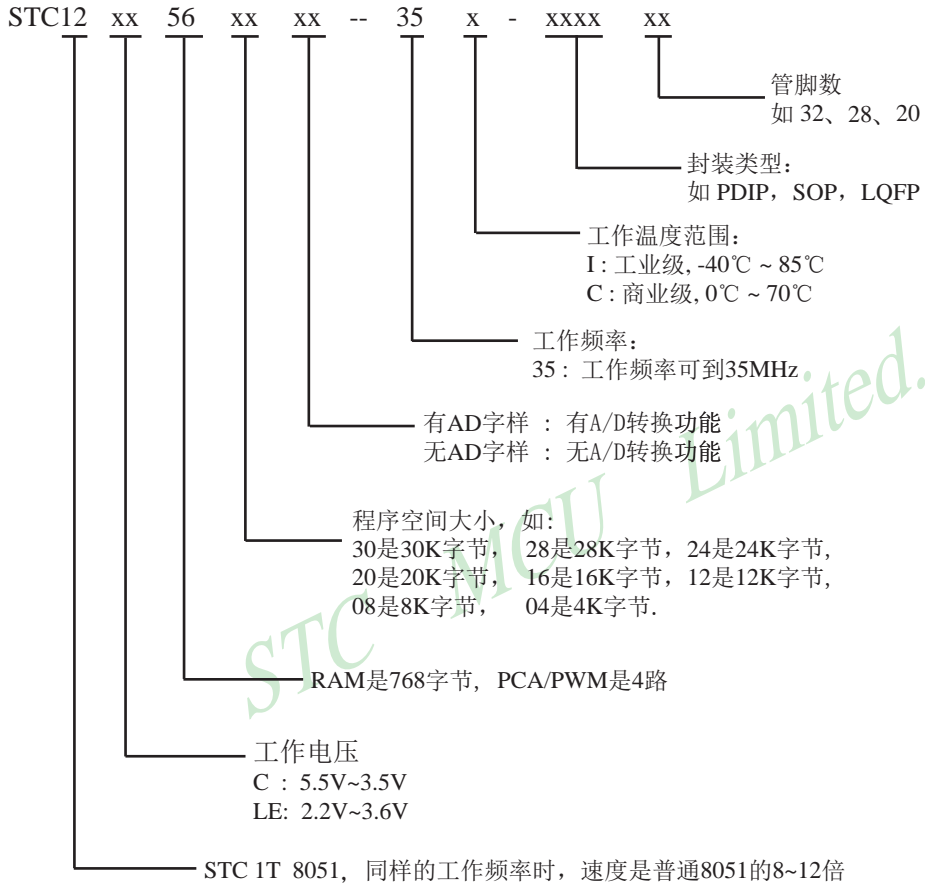 STC12 xx 56 xx xx -- 35 x - xxxx xx
管脚数
如 32、28、20
封装类型：
如 PDIP，SOP，LQFP
工作温度范围：
I : 工业级, -40℃ ~ 85℃
C : 商业级, 0℃ ~ 70℃
工作频率：
35 : 工作频率可到35MHz
有AD字样 : 有A/D转换功能
无AD字样 : 无A/D转换功能
程序空间大小，如:
30是30K字节， 28是28K字节，24是24K字节,
20是20K字节， 16是16K字节，12是12K字节,
08是8K字节， 04是4K字节.
RAM是768字节, PCA/PWM是4路
工作电压
C : 5.5V~3.5V
LE: 2.2V~3.6V
STC 1T 8051, 同样的工作频率时，速度是普通8051的8~12倍
STC MCU Limited.